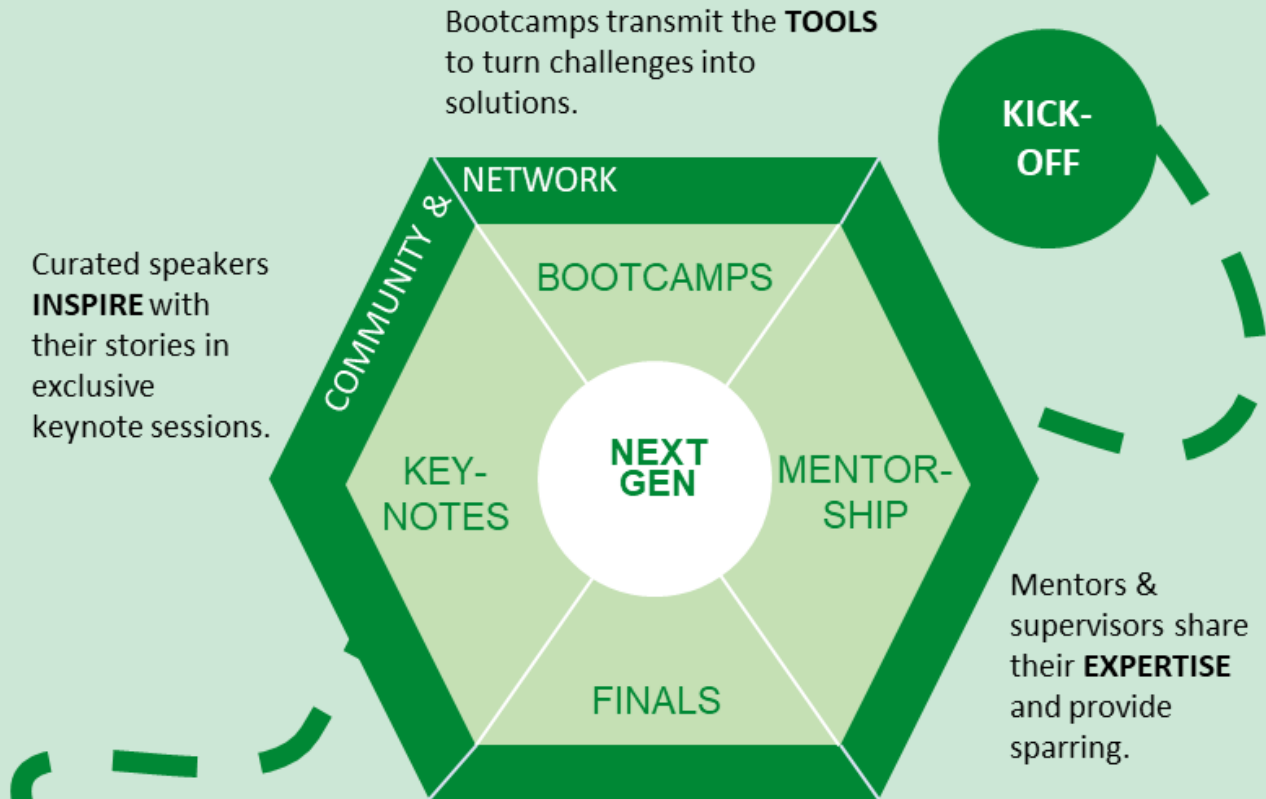 Bootcamps transmit the TOOLS
to turn challenges into
solutions.
KICK-
OFF
NETWORK
COMMUNITY &
Curated speakers
INSPIRE with
their stories in
exclusive
keynote sessions.
BOOTCAMPS
KEY-
NOTES
NEXT
GEN
MENTOR-
SHIP
FINALS
Mentors &
supervisors share
their EXPERTISE
and provide
sparring.